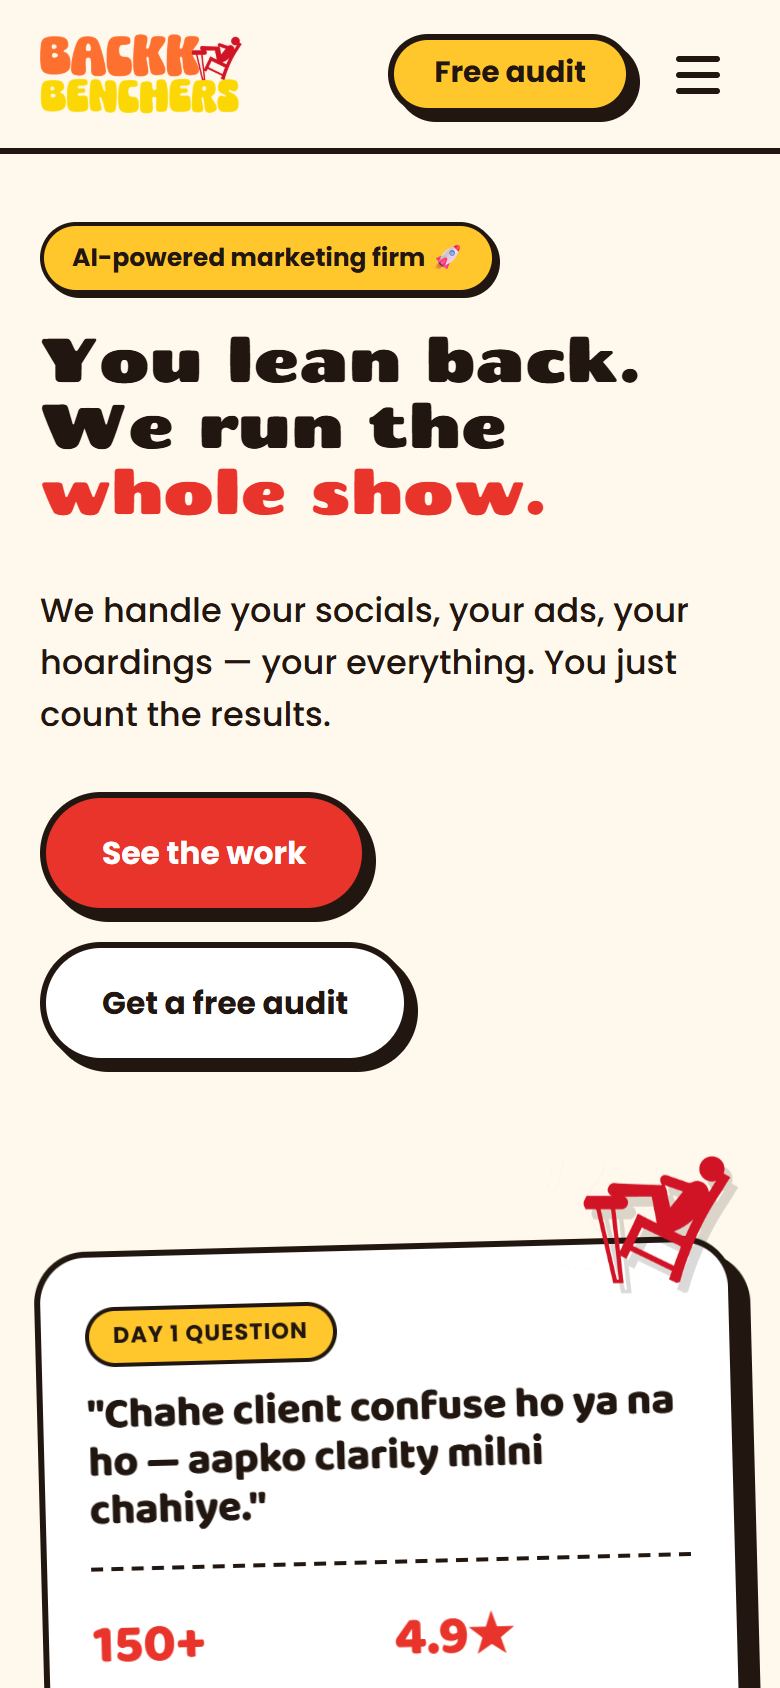 BACKK
BENCHERS
Free audit
AI-powered marketing firm 🚀
You lean back.
We run the
whole show.
We handle your socials, your ads, your
hoardings — your everything. You just
count the results.
See the work
Get a free audit
DAY 1 QUESTION
"Chahe client confuse ho ya na
ho — aapko clarity milni
chahiye."
150+ 4.9★